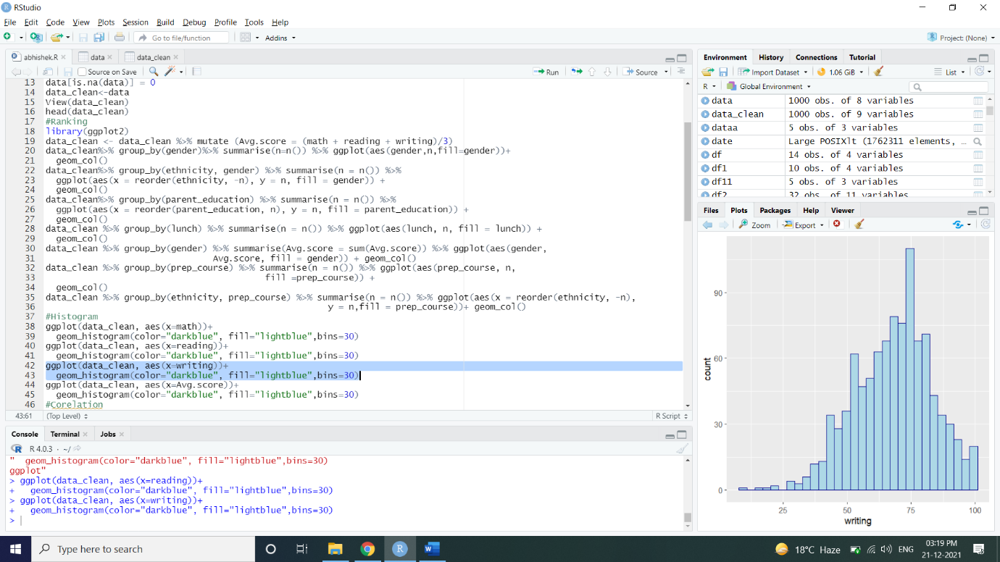 RStudio
File Edit Code View Plots Session Build Debug Profile Tools Help
Go to file/function Addins Project: (None)
abhishek.R data data_clean
Source on Save Run Source
13 data[is.na(data)] = 0
14 data_clean<-data
15 View(data_clean)
16 head(data_clean)
17 #Ranking
18 library(ggplot2)
19 data_clean <- data_clean %>% mutate (Avg.score = (math + reading + writing)/3)
20 data_clean%>% group_by(gender)%>% summarise(n=n()) %>% ggplot(aes(gender,n,fill=gender))+
21 geom_col()
22 data_clean%>% group_by(ethnicity, gender) %>% summarise(n = n()) %>%
23 ggplot(aes(x = reorder(ethnicity, -n), y = n, fill = gender)) +
24 geom_col()
25 data_clean%>% group_by(parent_education) %>% summarise(n = n()) %>%
26 ggplot(aes(x = reorder(parent_education, n), y = n, fill = parent_education)) +
27 geom_col()
28 data_clean %>% group_by(lunch) %>% summarise(n = n()) %>% ggplot(aes(lunch, n, fill = lunch)) +
29 geom_col()
30 data_clean %>% group_by(gender) %>% summarise(Avg.score = sum(Avg.score)) %>% ggplot(aes(gender,
31 Avg.score, fill = gender)) + geom_col()
32 data_clean %>% group_by(prep_course) %>% summarise(n = n()) %>% ggplot(aes(prep_course, n,
33 fill =prep_course)) +
34 geom_col()
35 data_clean %>% group_by(ethnicity, prep_course) %>% summarise(n = n()) %>% ggplot(aes(x = reorder(ethnicity, -n),
36 y = n,fill = prep_course))+ geom_col()
37 #Histogram
38 ggplot(data_clean, aes(x=math))+
39 geom_histogram(color="darkblue", fill="lightblue",bins=30)
40 ggplot(data_clean, aes(x=reading))+
41 geom_histogram(color="darkblue", fill="lightblue",bins=30)
42 ggplot(data_clean, aes(x=writing))+
43 geom_histogram(color="darkblue", fill="lightblue",bins=30)
44 ggplot(data_clean, aes(x=Avg.score))+
45 geom_histogram(color="darkblue", fill="lightblue",bins=30)
46 #Corelation
43:61 (Top Level) R Script
Console Terminal Jobs
R 4.0.3 · ~/
" geom_histogram(color="darkblue", fill="lightblue",bins=30)
ggplot"
> ggplot(data_clean, aes(x=reading))+
+ geom_histogram(color="darkblue", fill="lightblue",bins=30)
> ggplot(data_clean, aes(x=writing))+
+ geom_histogram(color="darkblue", fill="lightblue",bins=30)
>
Environment History Connections Tutorial
Import Dataset 1.06 GiB List
R Global Environment
data 1000 obs. of 8 variables
data_clean 1000 obs. of 9 variables
dataa 5 obs. of 3 variables
date Large POSIXlt (1762311 elements, ...
df 14 obs. of 4 variables
df1 10 obs. of 4 variables
df11 5 obs. of 3 variables
df2 32 obs. of 11 variables
Files Plots Packages Help Viewer
Zoom Export
90
60
30
0
count
25 50 75 100
writing
Type here to search
W
18°C Haze ENG 03:19 PM
21-12-2021